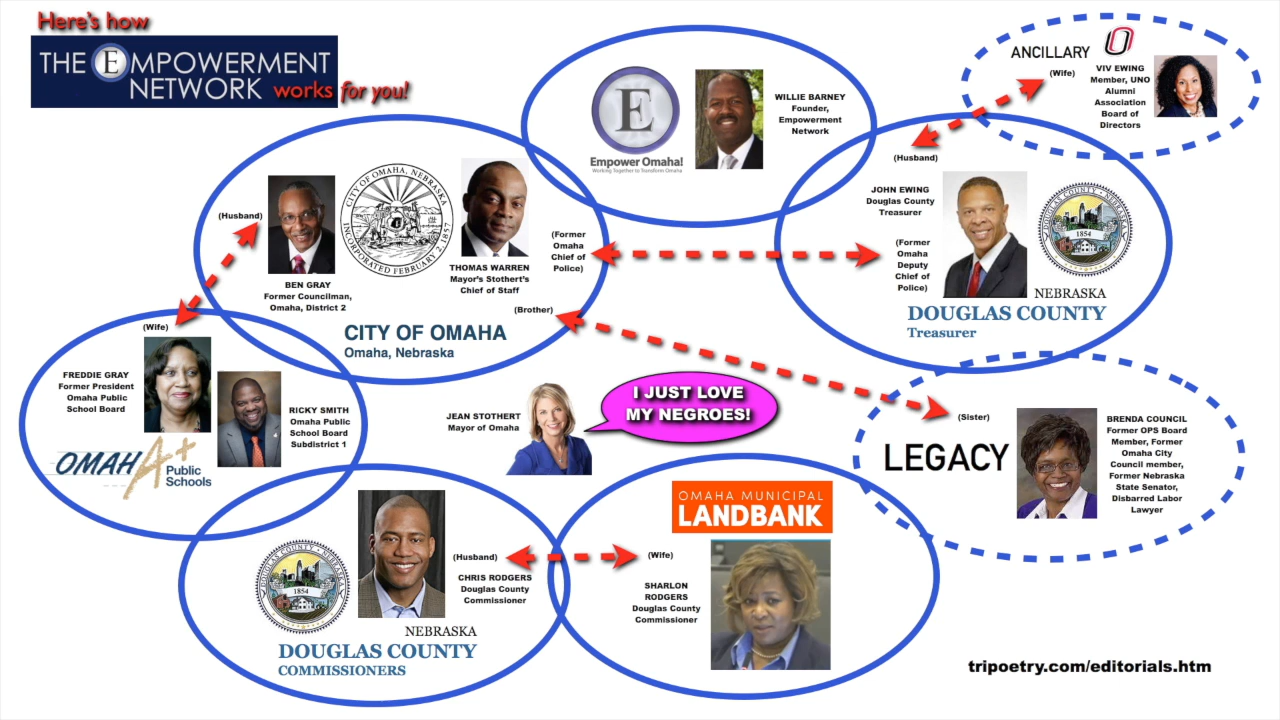 Here's how
THE EMPOWERMENT
NETWORK works for you!
E
Empower Omaha!
Working Together to Transform Omaha
WILLIE BARNEY
Founder,
Empowerment
Network
ANCILLARY
(Wife)
VIV EWING
Member, UNO
Alumni
Association
Board of
Directors
(Husband)
JOHN EWING
Douglas County
Treasurer
(Former
Omaha
Deputy
Chief of
Police)
DOUGLAS COUNTY, NEBRASKA
1854
NEBRASKA
DOUGLAS COUNTY
Treasurer
(Husband)
BEN GRAY
Former Councilman,
Omaha, District 2
CITY OF OMAHA, NEBRASKA
INCORPORATED FEBRUARY 2, 1857
THOMAS WARREN
Mayor's Stothert's
Chief of Staff
(Former
Omaha
Chief of
Police)
(Brother)
CITY OF OMAHA
Omaha, Nebraska
(Wife)
FREDDIE GRAY
Former President
Omaha Public
School Board
RICKY SMITH
Omaha Public
School Board
Subdistrict 1
OMAHA+
Public
Schools
JEAN STOTHERT
Mayor of Omaha
I JUST LOVE
MY NEGROES!
LEGACY
(Sister)
BRENDA COUNCIL
Former OPS Board
Member, Former
Omaha City
Council member,
Former Nebraska
State Senator,
Disbarred Labor
Lawyer
DOUGLAS COUNTY, NEBRASKA
1854
(Husband)
CHRIS RODGERS
Douglas County
Commissioner
NEBRASKA
DOUGLAS COUNTY
COMMISSIONERS
OMAHA MUNICIPAL
LANDBANK
(Wife)
SHARLON
RODGERS
Douglas County
Commissioner
tripoetry.com/editorials.htm